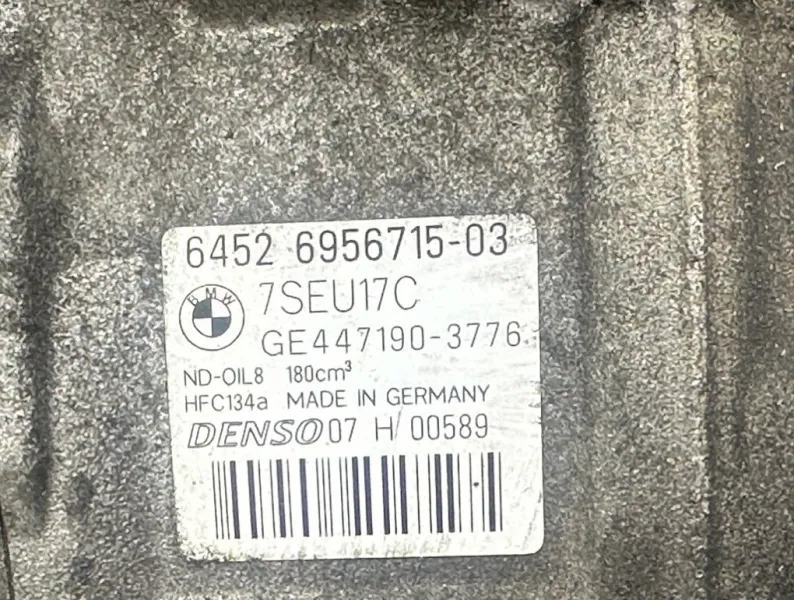 6452 6956715-03
BMW
7SEU17C
GE447190-3776
ND-OIL8 180cm³
HFC134a MADE IN GERMANY
DENSO 07 H 00589